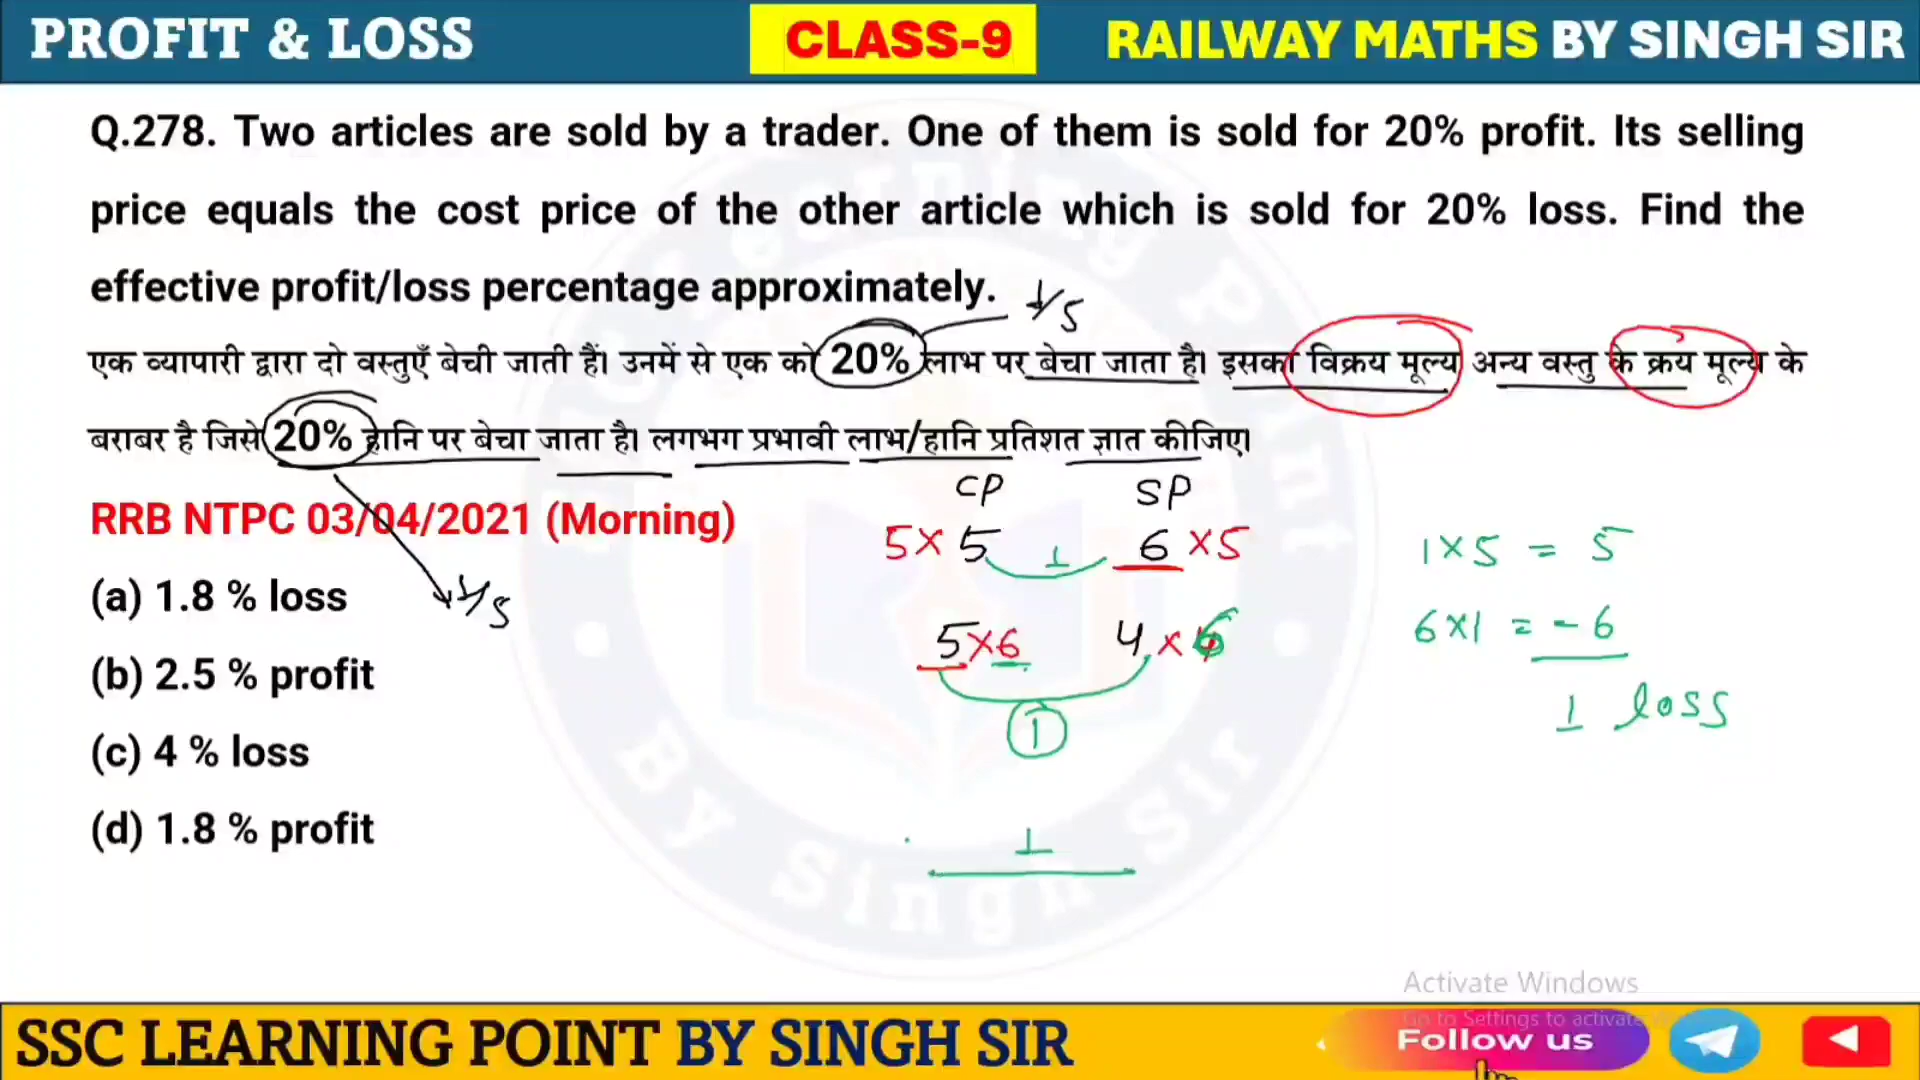 PROFIT & LOSS
CLASS-9
RAILWAY MATHS BY SINGH SIR
Q.278. Two articles are sold by a trader. One of them is sold for 20% profit. Its selling
price equals the cost price of the other article which is sold for 20% loss. Find the
effective profit/loss percentage approximately.
1/5
एक व्यापारी द्वारा दो वस्तुएँ बेची जाती हैं। उनमें से एक को 20% लाभ पर बेचा जाता है। इसका विक्रय मूल्य अन्य वस्तु के क्रय मूल्य के
बराबर है जिसे 20% हानि पर बेचा जाता है। लगभग प्रभावी लाभ/हानि प्रतिशत ज्ञात कीजिए।
CP SP
RRB NTPC 03/04/2021 (Morning)
5 × 5 1 6 × 5
1 × 5 = 5
(a) 1.8 % loss
1/5
5 × 6 4 × 6
6 × 1 = - 6
(b) 2.5 % profit
1
1 loss
(c) 4 % loss
(d) 1.8 % profit
1
By Singh Sir
Activate Windows
Go to Settings to activate
SSC LEARNING POINT BY SINGH SIR
Follow us